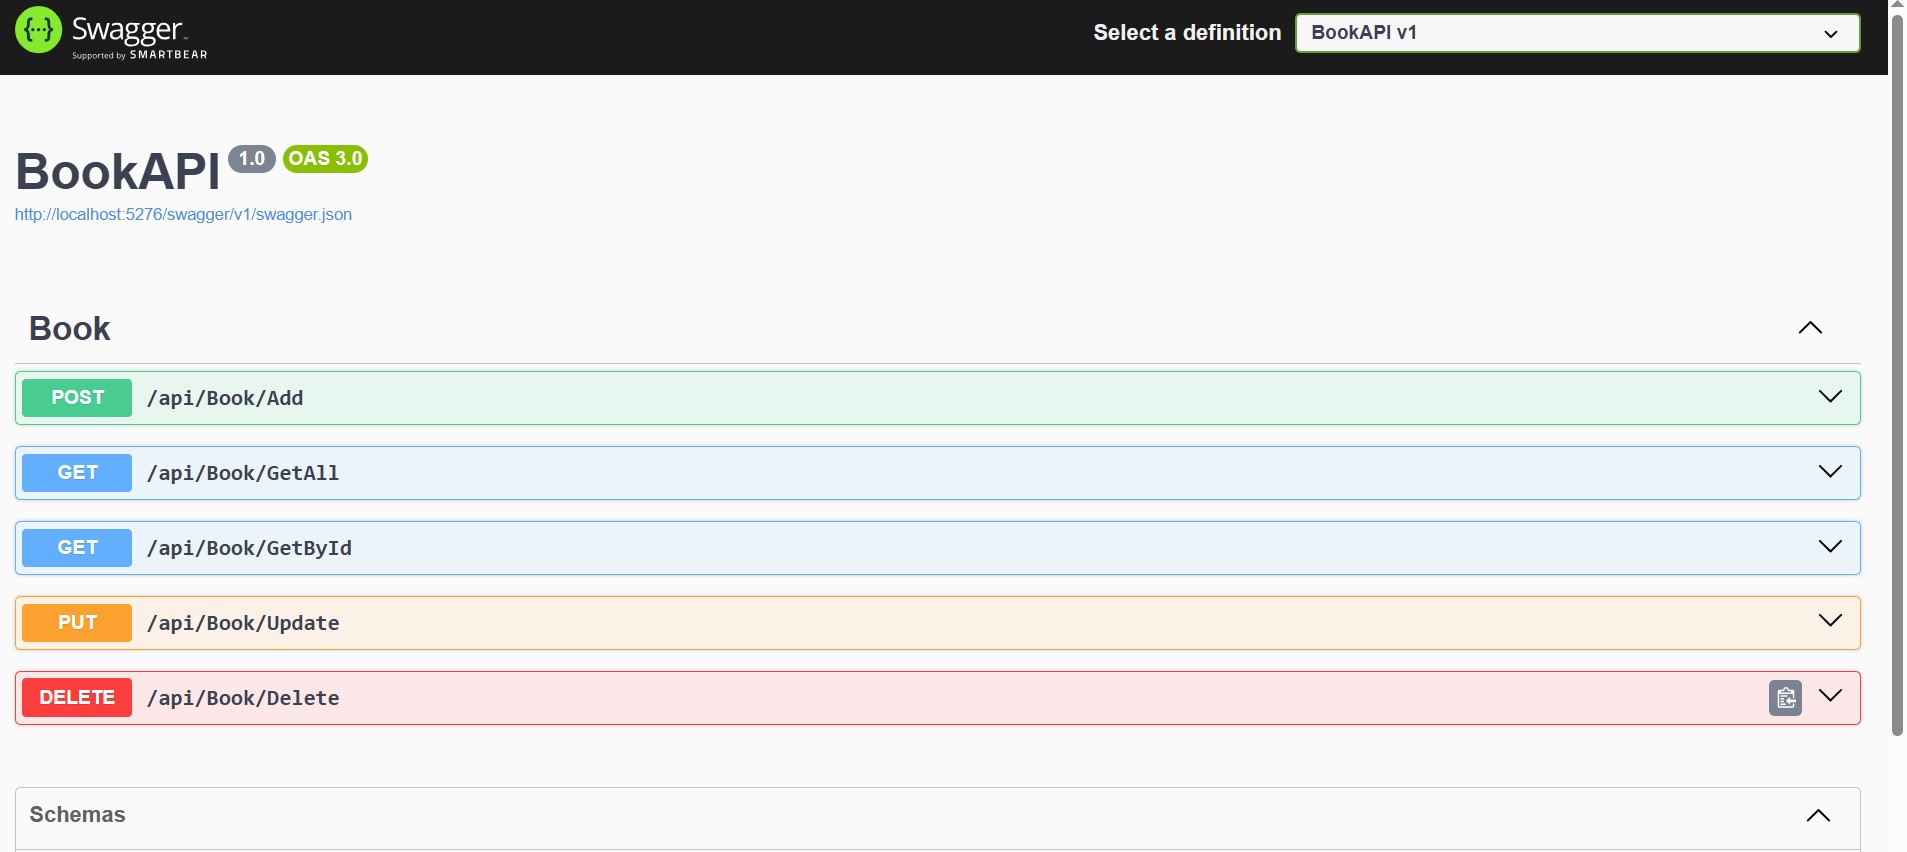 Swagger
Supported by SMARTBEAR
Select a definition
BookAPI v1
BookAPI 1.0 OAS 3.0
http://localhost:5276/swagger/v1/swagger.json
Book
POST /api/Book/Add
GET /api/Book/GetAll
GET /api/Book/GetById
PUT /api/Book/Update
DELETE /api/Book/Delete
Schemas